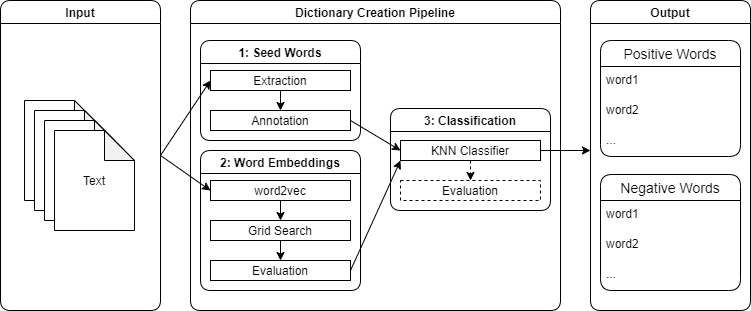 Input
Text
Dictionary Creation Pipeline
1: Seed Words
Extraction
Annotation
2: Word Embeddings
word2vec
Grid Search
Evaluation
3: Classification
KNN Classifier
Evaluation
Output
Positive Words
word1
word2
...
Negative Words
word1
word2
...